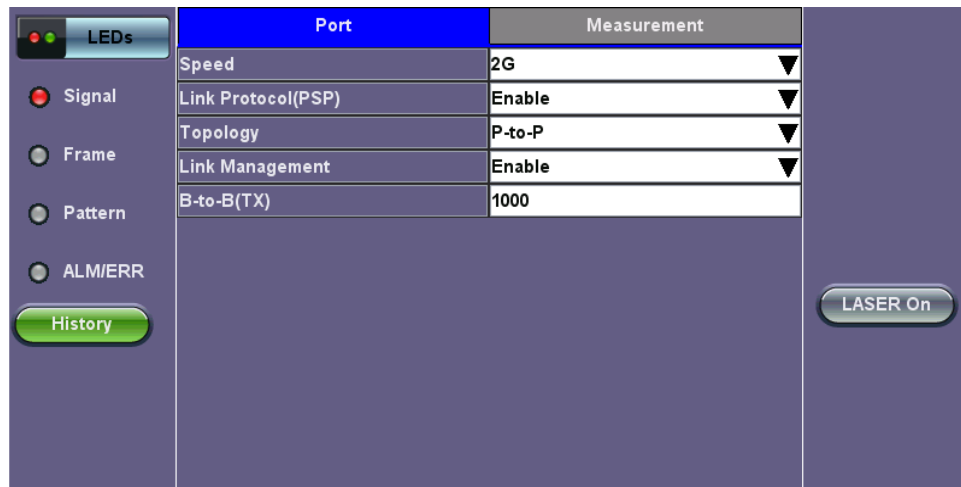 LEDs
Signal
Frame
Pattern
ALM/ERR
History
Port Measurement
Speed 2G
Link Protocol(PSP) Enable
Topology P-to-P
Link Management Enable
B-to-B(TX) 1000
LASER On